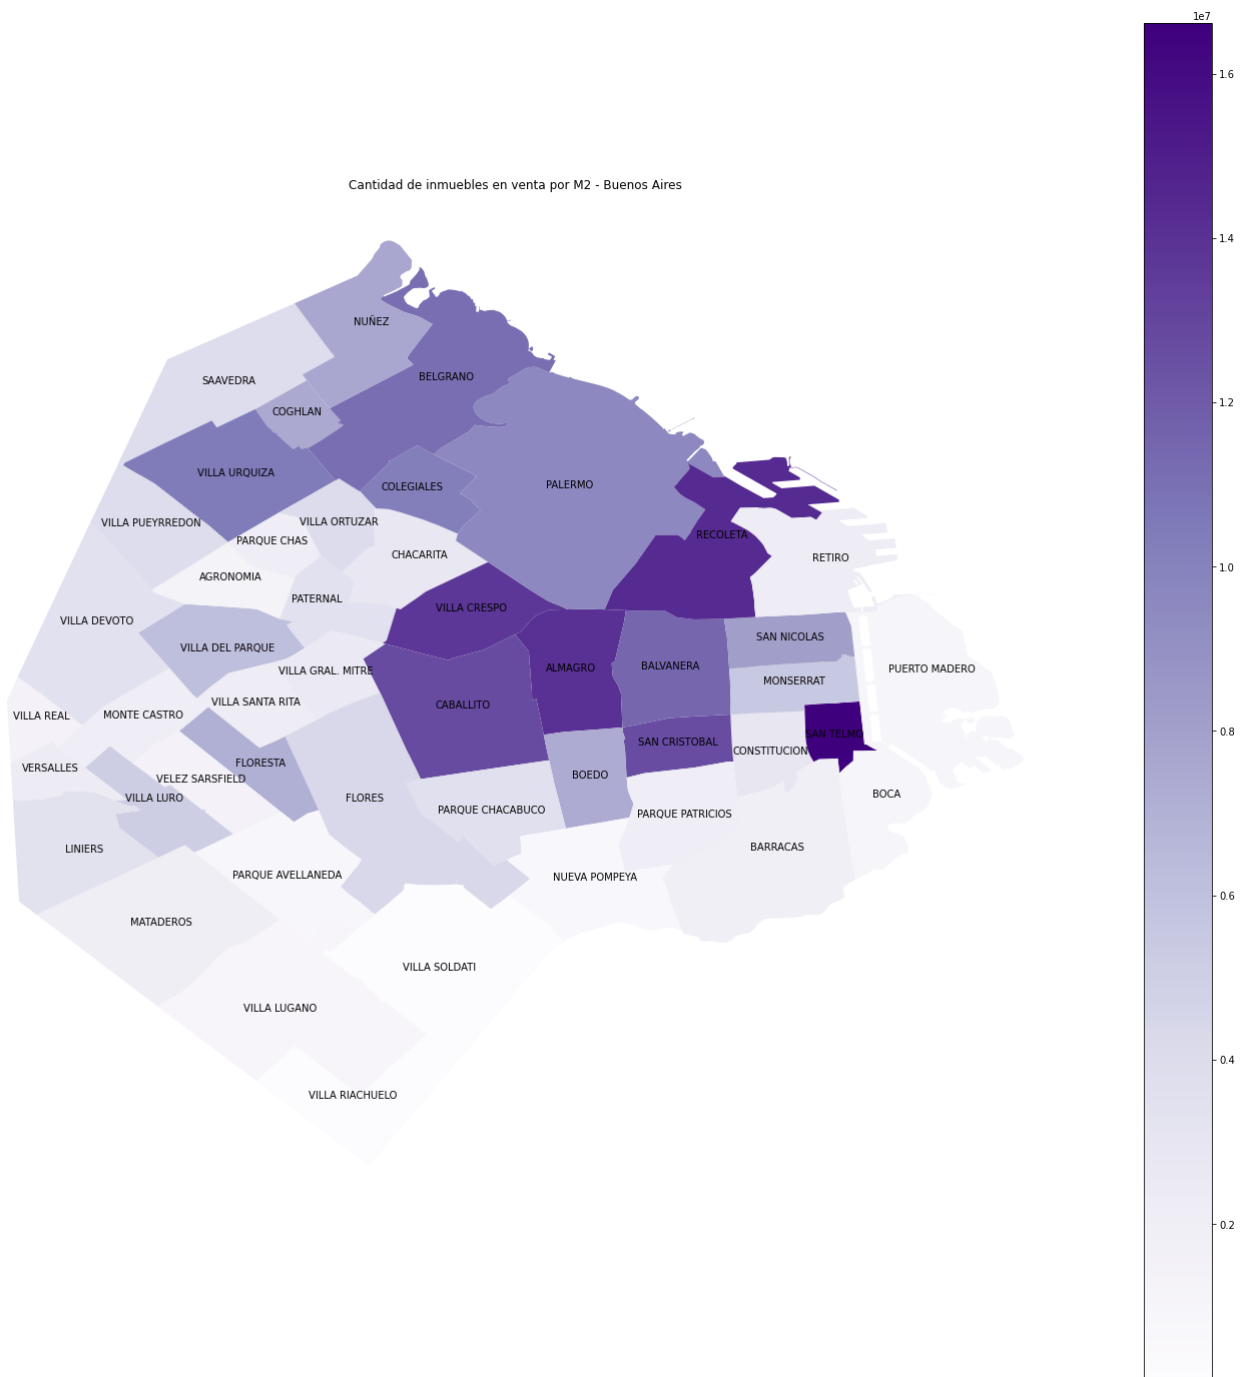 1e7
1.6
Cantidad de inmuebles en venta por M2 - Buenos Aires
1.4
NUÑEZ
BELGRANO
SAAVEDRA
1.2
COGHLAN
VILLA URQUIZA
COLEGIALES
PALERMO
VILLA PUEYRREDON
VILLA ORTUZAR
RECOLETA
PARQUE CHAS
CHACARITA
RETIRO
1.0
AGRONOMIA
PATERNAL
VILLA CRESPO
VILLA DEVOTO
SAN NICOLAS
VILLA DEL PARQUE
ALMAGRO
BALVANERA
PUERTO MADERO
VILLA GRAL. MITRE
MONSERRAT
VILLA SANTA RITA
CABALLITO
VILLA REAL
MONTE CASTRO
0.8
SAN TELMO
SAN CRISTOBAL
CONSTITUCION
FLORESTA
VERSALLES
BOEDO
VELEZ SARSFIELD
BOCA
VILLA LURO
FLORES
PARQUE CHACABUCO
PARQUE PATRICIOS
LINIERS
BARRACAS
PARQUE AVELLANEDA
NUEVA POMPEYA
0.6
MATADEROS
VILLA SOLDATI
VILLA LUGANO
0.4
VILLA RIACHUELO
0.2